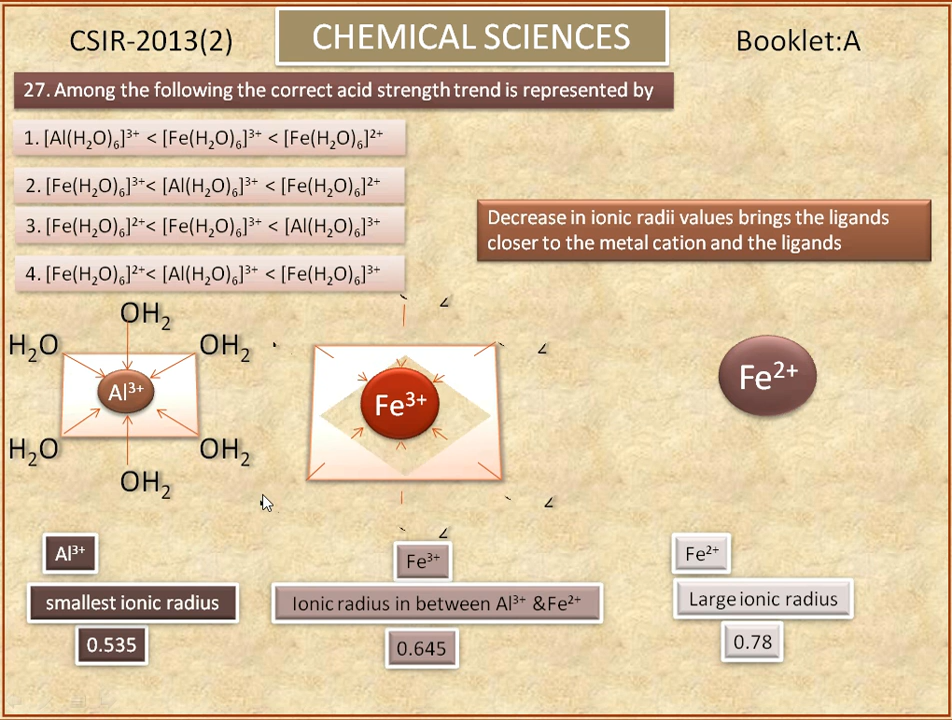 CSIR-2013(2)
CHEMICAL SCIENCES
Booklet:A
27. Among the following the correct acid strength trend is represented by
1. [Al(H₂O)₆]³⁺ < [Fe(H₂O)₆]³⁺ < [Fe(H₂O)₆]²⁺
2. [Fe(H₂O)₆]³⁺< [Al(H₂O)₆]³⁺ < [Fe(H₂O)₆]²⁺
3. [Fe(H₂O)₆]²⁺< [Fe(H₂O)₆]³⁺ < [Al(H₂O)₆]³⁺
4. [Fe(H₂O)₆]²⁺< [Al(H₂O)₆]³⁺ < [Fe(H₂O)₆]³⁺
Decrease in ionic radii values brings the ligands
closer to the metal cation and the ligands
OH₂
H₂O
OH₂
Al³⁺
H₂O
OH₂
OH₂
Fe³⁺
Fe²⁺
Al³⁺
smallest ionic radius
0.535
Fe³⁺
Ionic radius in between Al³⁺ &Fe²⁺
0.645
Fe²⁺
Large ionic radius
0.78